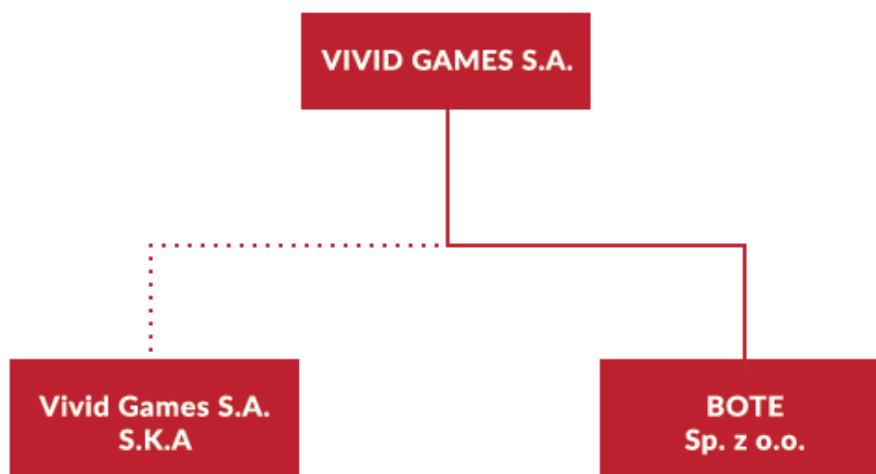 VIVID GAMES S.A.
Vivid Games S.A.
S.K.A
BOTE
Sp. z o.o.